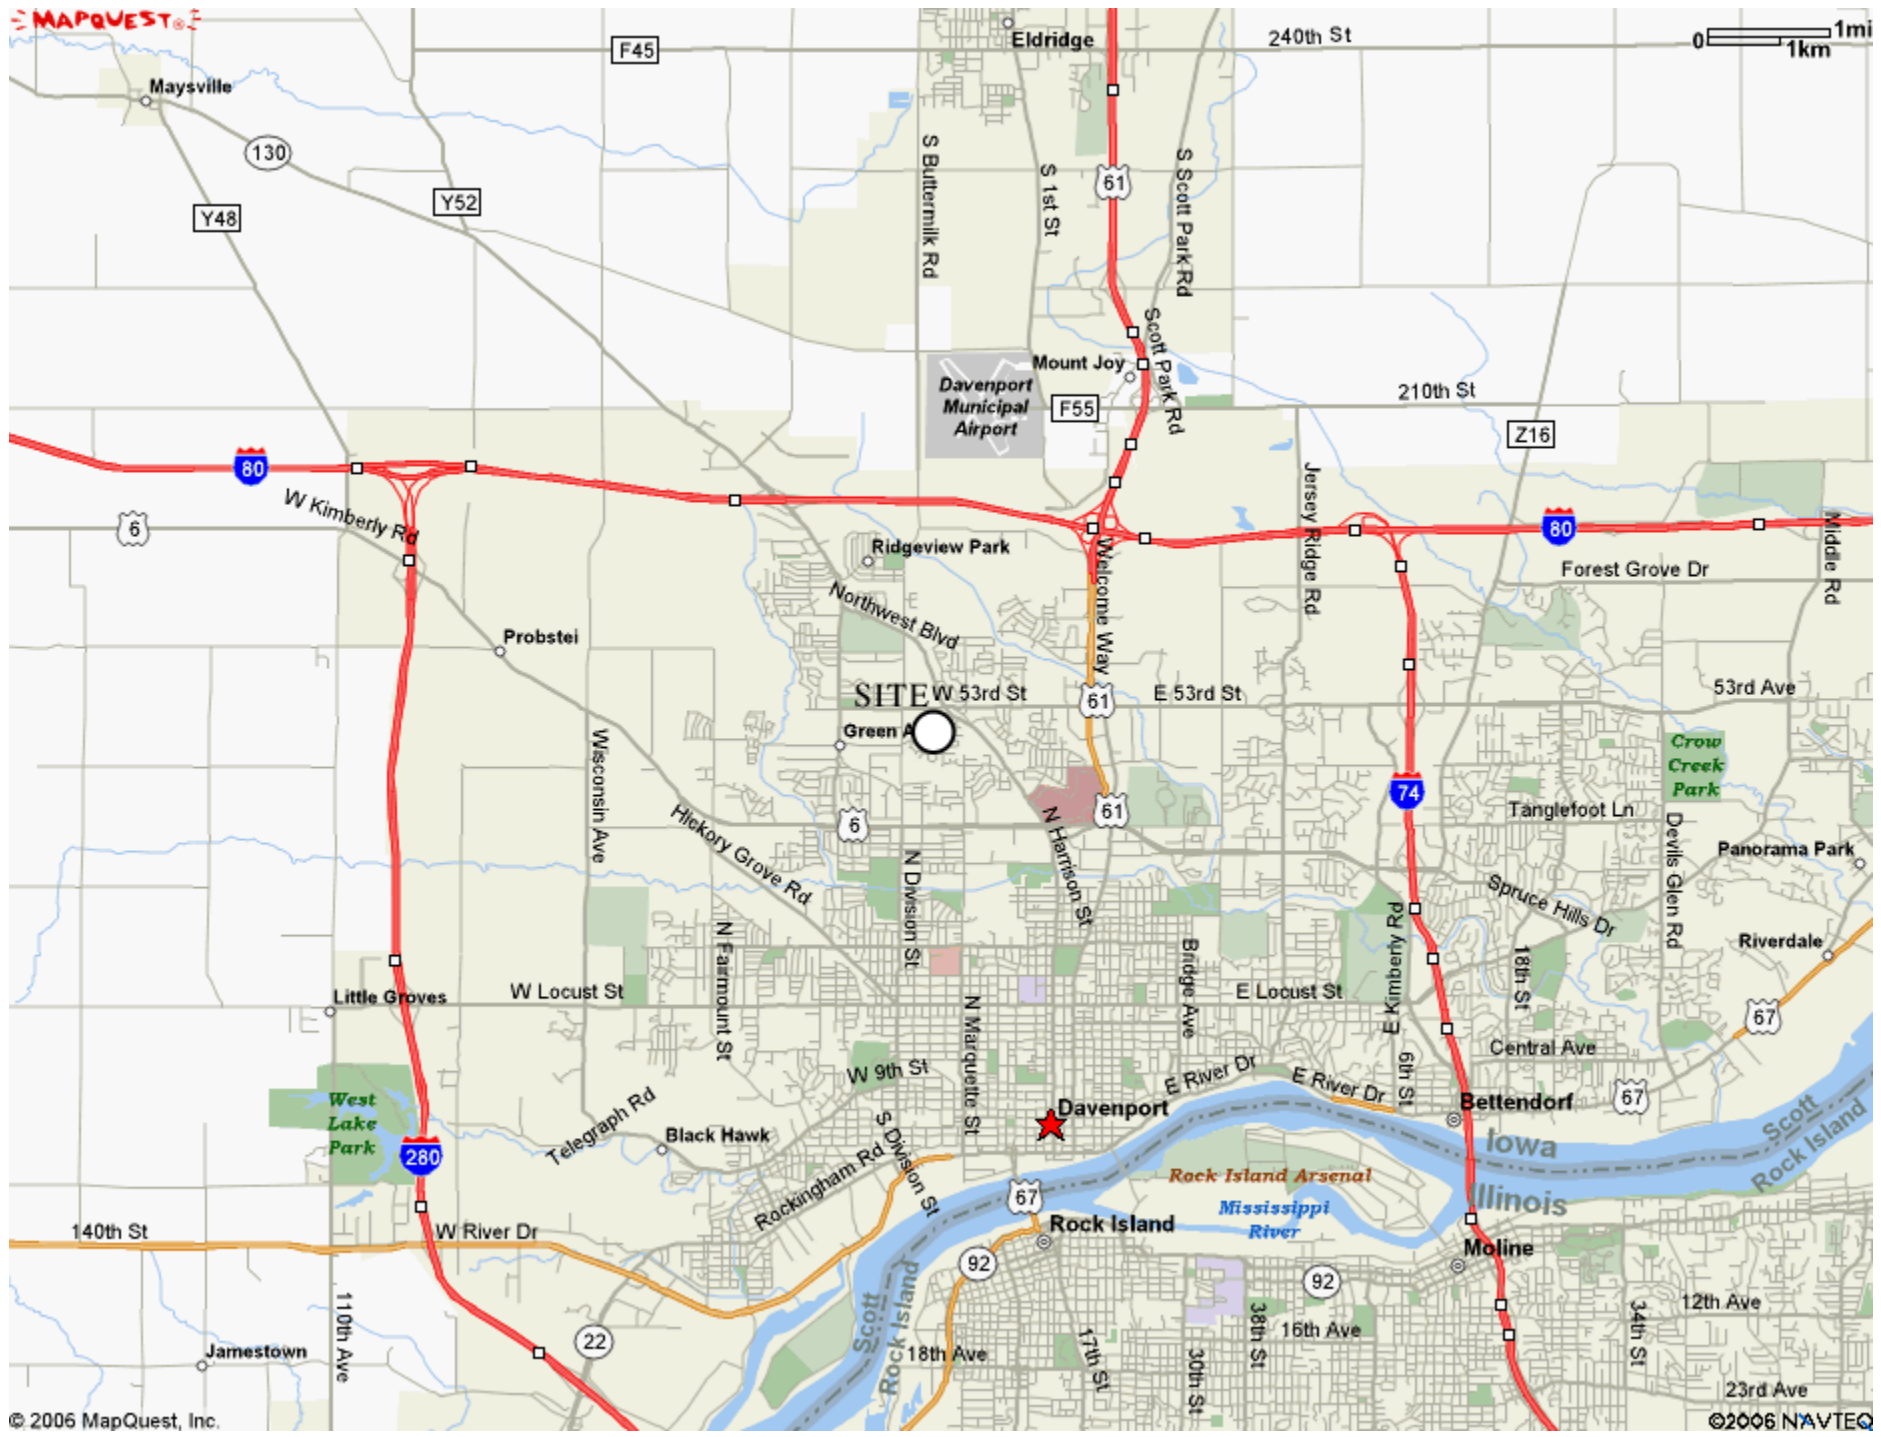 MAPQUEST®
Eldridge
240th St
0
1mi
1km
F45
Maysville
130
Y48
Y52
S Buttermilk Rd
S 1st St
61
S Scott Park Rd
Scott Park Rd
Mount Joy
Davenport
Municipal
Airport
F55
210th St
Z16
80
W Kimberly Rd
6
Ridgeview Park
Welcome Way
Jersey Ridge Rd
80
Middle Rd
Forest Grove Dr
Northwest Blvd
Probstei
SITE
W 53rd St
61
E 53rd St
53rd Ave
Green A
Wisconsin Ave
Crow
Creek
Park
74
61
6
Hickory Grove Rd
N Harrison St
Tanglefoot Ln
Devils Glen Rd
Panorama Park
N Division St
Spruce Hills Dr
N Fairmount St
Bridge Ave
E Kimberly Rd
18th St
Riverdale
Little Groves
W Locust St
N Marquette St
E Locust St
67
Central Ave
W 9th St
E River Dr
E River Dr
6th St
67
West
Lake
Park
Telegraph Rd
Davenport
Bettendorf
Black Hawk
S Division St
280
Rockingham Rd
Iowa
Scott
Rock Island
Rock Island Arsenal
67
Mississippi
River
Illinois
140th St
W River Dr
Rock Island
Moline
92
92
Scott
Rock Island
110th Ave
22
18th Ave
17th St
30th St
38th St
16th Ave
34th St
12th Ave
Jamestown
23rd Ave
© 2006 MapQuest, Inc.
©2006 NAVTEQ